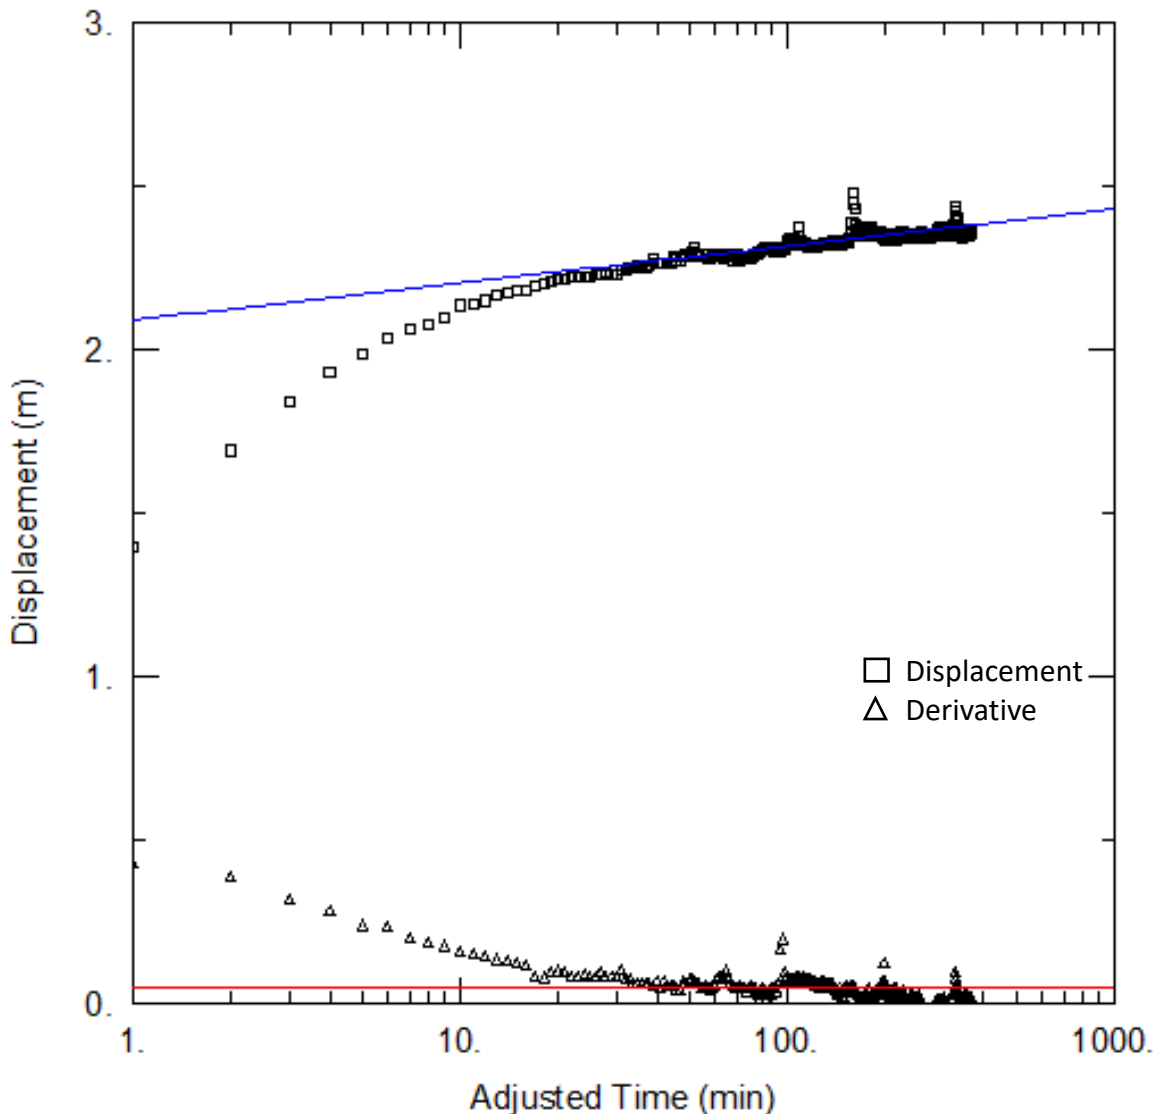 3.
2.
Displacement (m)
Displacement
1.
Derivative
0.
1. 10. 100. 1000.
Adjusted Time (min)